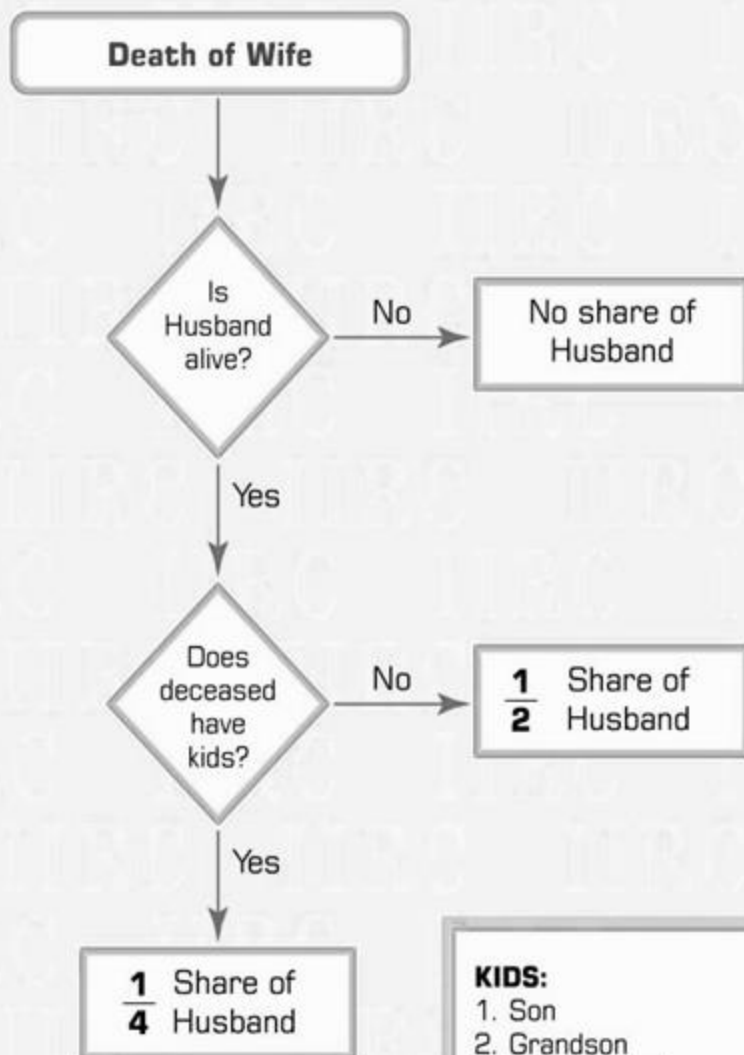 Death of Wife
Is
Husband
alive?
No
No share of
Husband
Yes
Does
deceased
have
kids?
No
1/2 Share of
Husband
Yes
1/4 Share of
Husband
KIDS:
1. Son
2. Grandson